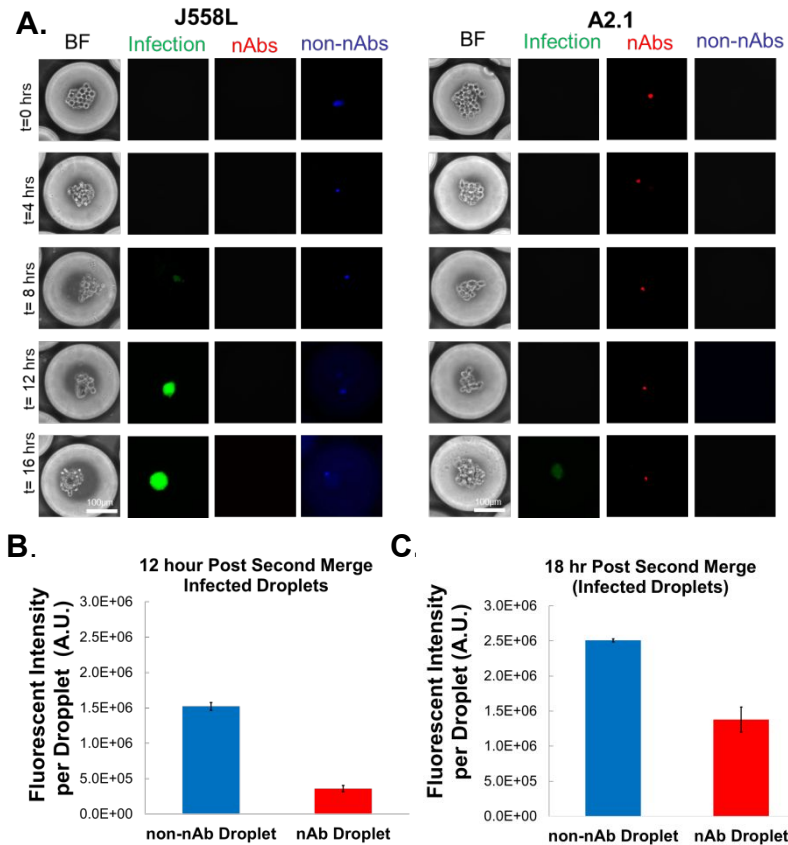 A.
J558L
A2.1
BF Infection nAbs non-nAbs
BF Infection nAbs non-nAbs
t=0 hrs
t=4 hrs
t= 8 hrs
t= 12 hrs
t= 16 hrs
100μm
100μm
B.
12 hour Post Second Merge
Infected Droplets
Fluorescent Intensity
per Dropplet (A.U.)
3.0E+06
2.5E+06
2.0E+06
1.5E+06
1.0E+06
5.0E+05
0.0E+00
non-nAb Droplet nAb Droplet
C.
18 hr Post Second Merge
(Infected Droplets)
Fluorescent Intensity
per Droplet (A.U.)
3.0E+06
2.5E+06
2.0E+06
1.5E+06
1.0E+06
5.0E+05
0.0E+00
non-nAb Droplet nAb Droplet